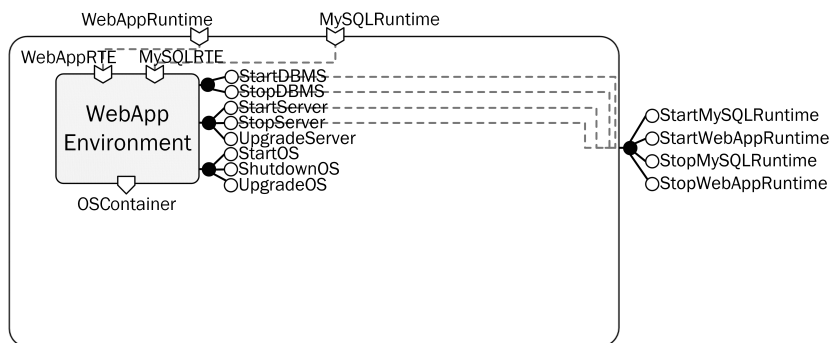 WebAppRuntime
MySQLRuntime
WebAppRTE
MySQLRTE
WebApp
Environment
OSContainer
StartDBMS
StopDBMS
StartServer
StopServer
UpgradeServer
StartOS
ShutdownOS
UpgradeOS
StartMySQLRuntime
StartWebAppRuntime
StopMySQLRuntime
StopWebAppRuntime